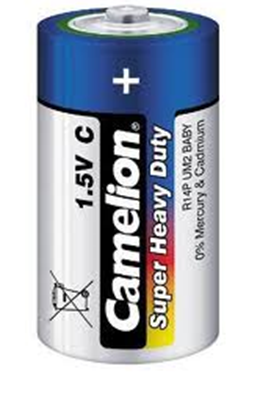 +
1.5V C
Camelion®
Super Heavy Duty
R14P UM2 BABY
0% Mercury & Cadmium